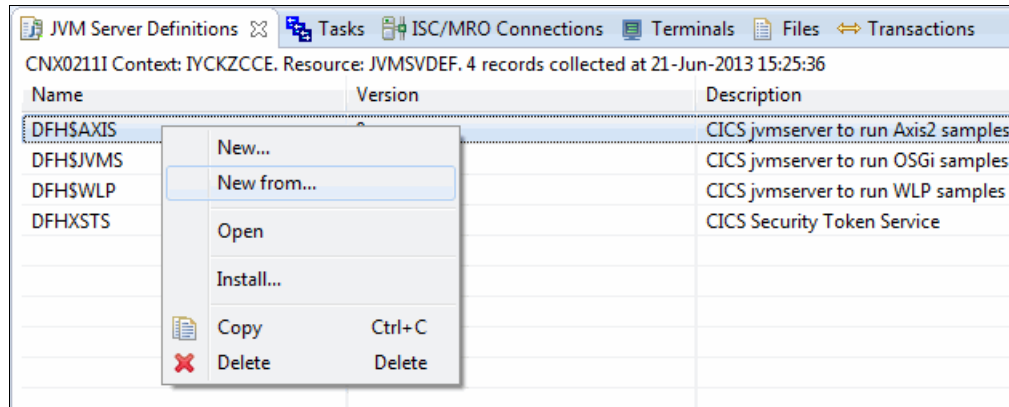 JVM Server Definitions Tasks ISC/MRO Connections Terminals Files Transactions
CNX0211I Context: IYCKZCCE. Resource: JVMSVDEF. 4 records collected at 21-Jun-2013 15:25:36
Name Version Description
DFH$AXIS CICS jvmserver to run Axis2 samples
DFH$JVMS CICS jvmserver to run OSGi samples
DFH$WLP CICS jvmserver to run WLP samples
DFHXSTS CICS Security Token Service
New...
New from...
Open
Install...
Copy Ctrl+C
Delete Delete